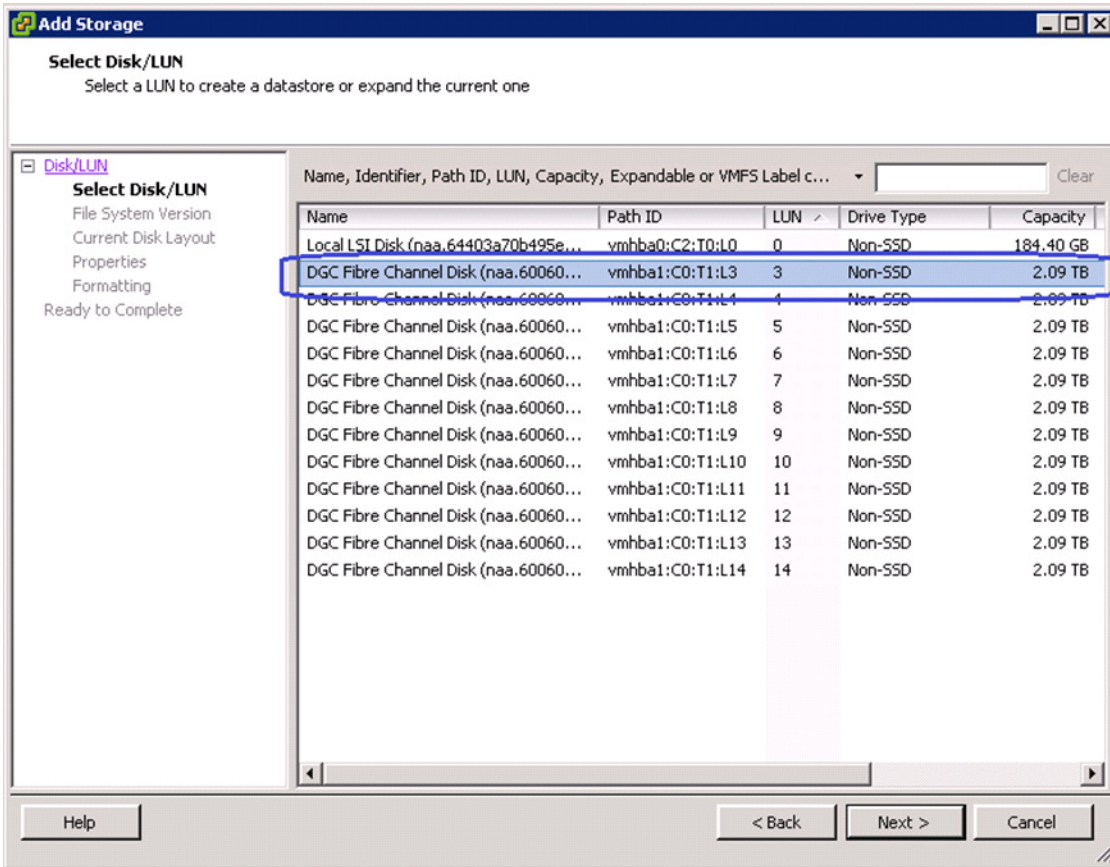 Add Storage
Select Disk/LUN
Select a LUN to create a datastore or expand the current one
Disk/LUN
Select Disk/LUN
File System Version
Current Disk Layout
Properties
Formatting
Ready to Complete
Name, Identifier, Path ID, LUN, Capacity, Expandable or VMFS Label c... Clear
Name Path ID LUN Drive Type Capacity
Local LSI Disk (naa.64403a70b495e... vmhba0:C2:T0:L0 0 Non-SSD 184.40 GB
DGC Fibre Channel Disk (naa.60060... vmhba1:C0:T1:L3 3 Non-SSD 2.09 TB
DGC Fibre Channel Disk (naa.60060... vmhba1:C0:T1:L4 4 Non-SSD 2.09 TB
DGC Fibre Channel Disk (naa.60060... vmhba1:C0:T1:L5 5 Non-SSD 2.09 TB
DGC Fibre Channel Disk (naa.60060... vmhba1:C0:T1:L6 6 Non-SSD 2.09 TB
DGC Fibre Channel Disk (naa.60060... vmhba1:C0:T1:L7 7 Non-SSD 2.09 TB
DGC Fibre Channel Disk (naa.60060... vmhba1:C0:T1:L8 8 Non-SSD 2.09 TB
DGC Fibre Channel Disk (naa.60060... vmhba1:C0:T1:L9 9 Non-SSD 2.09 TB
DGC Fibre Channel Disk (naa.60060... vmhba1:C0:T1:L10 10 Non-SSD 2.09 TB
DGC Fibre Channel Disk (naa.60060... vmhba1:C0:T1:L11 11 Non-SSD 2.09 TB
DGC Fibre Channel Disk (naa.60060... vmhba1:C0:T1:L12 12 Non-SSD 2.09 TB
DGC Fibre Channel Disk (naa.60060... vmhba1:C0:T1:L13 13 Non-SSD 2.09 TB
DGC Fibre Channel Disk (naa.60060... vmhba1:C0:T1:L14 14 Non-SSD 2.09 TB
Help < Back Next > Cancel